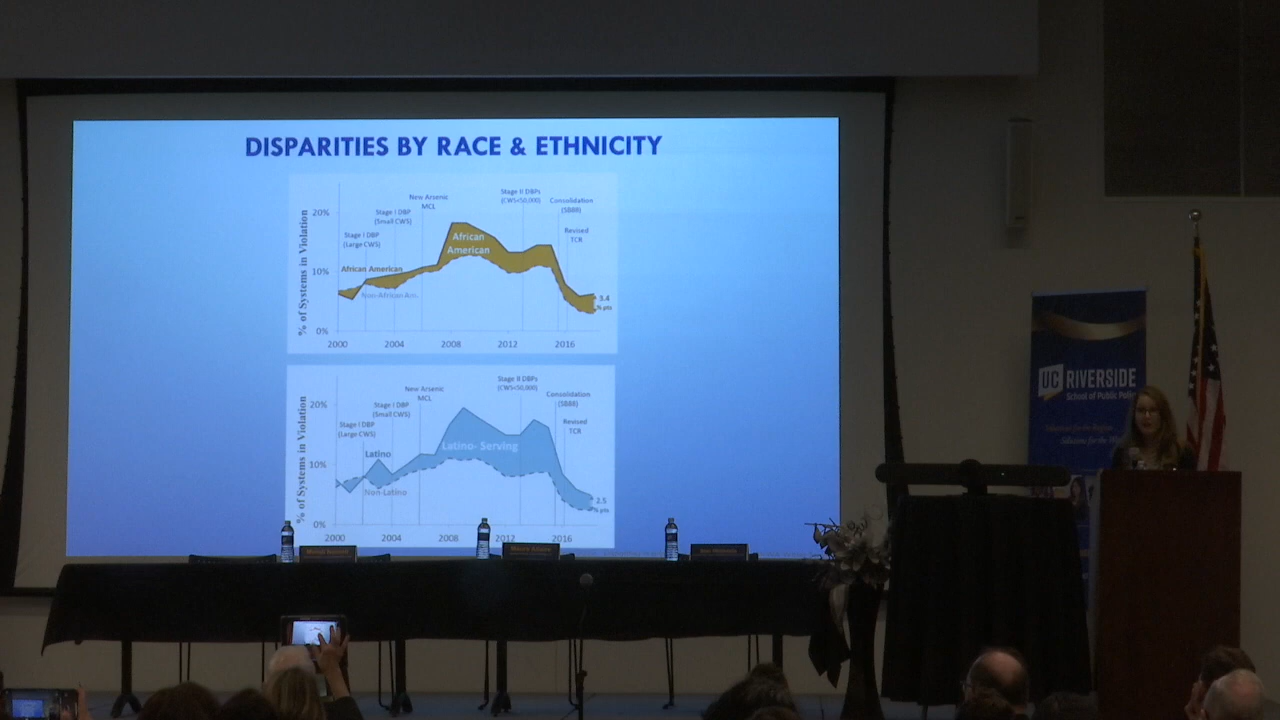 DISPARITIES BY RACE & ETHNICITY
% of Systems in Violation
20%
10%
0%
Stage I DBP
(Large CWS)
Stage I DBP
(Small CWS)
New Arsenic
MCL
Stage II DBPs
(CWS<50,000)
Consolidation
(SB88)
Revised
TCR
African American
Non-African Am.
African
American
3.4
% pts
2000
2004
2008
2012
2016
% of Systems in Violation
20%
10%
0%
Stage I DBP
(Large CWS)
Stage I DBP
(Small CWS)
New Arsenic
MCL
Stage II DBPs
(CWS<50,000)
Consolidation
(SB88)
Revised
TCR
Latino
Non-Latino
Latino- Serving
2.5
% pts
2000
2004
2008
2012
2016
UC RIVERSIDE
School of Public Poli